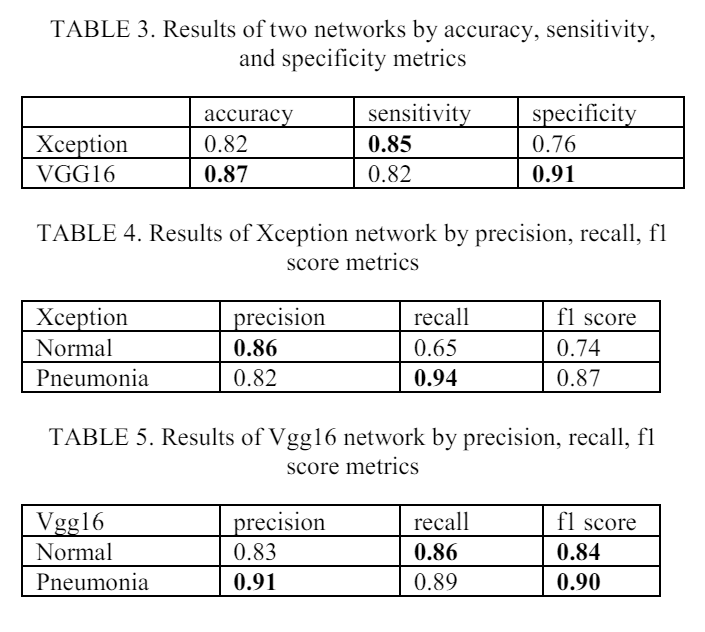 TABLE 3. Results of two networks by accuracy, sensitivity,
and specificity metrics
accuracy sensitivity specificity
Xception 0.82 0.85 0.76
VGG16 0.87 0.82 0.91
TABLE 4. Results of Xception network by precision, recall, f1
score metrics
Xception precision recall f1 score
Normal 0.86 0.65 0.74
Pneumonia 0.82 0.94 0.87
TABLE 5. Results of Vgg16 network by precision, recall, f1
score metrics
Vgg16 precision recall f1 score
Normal 0.83 0.86 0.84
Pneumonia 0.91 0.89 0.90